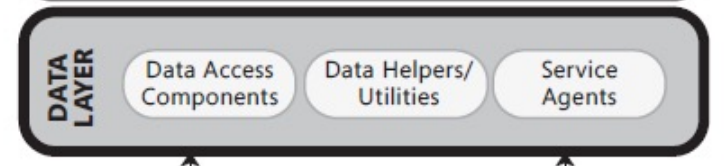 DATA
LAYER
Data Access
Components
Data Helpers/
Utilities
Service
Agents